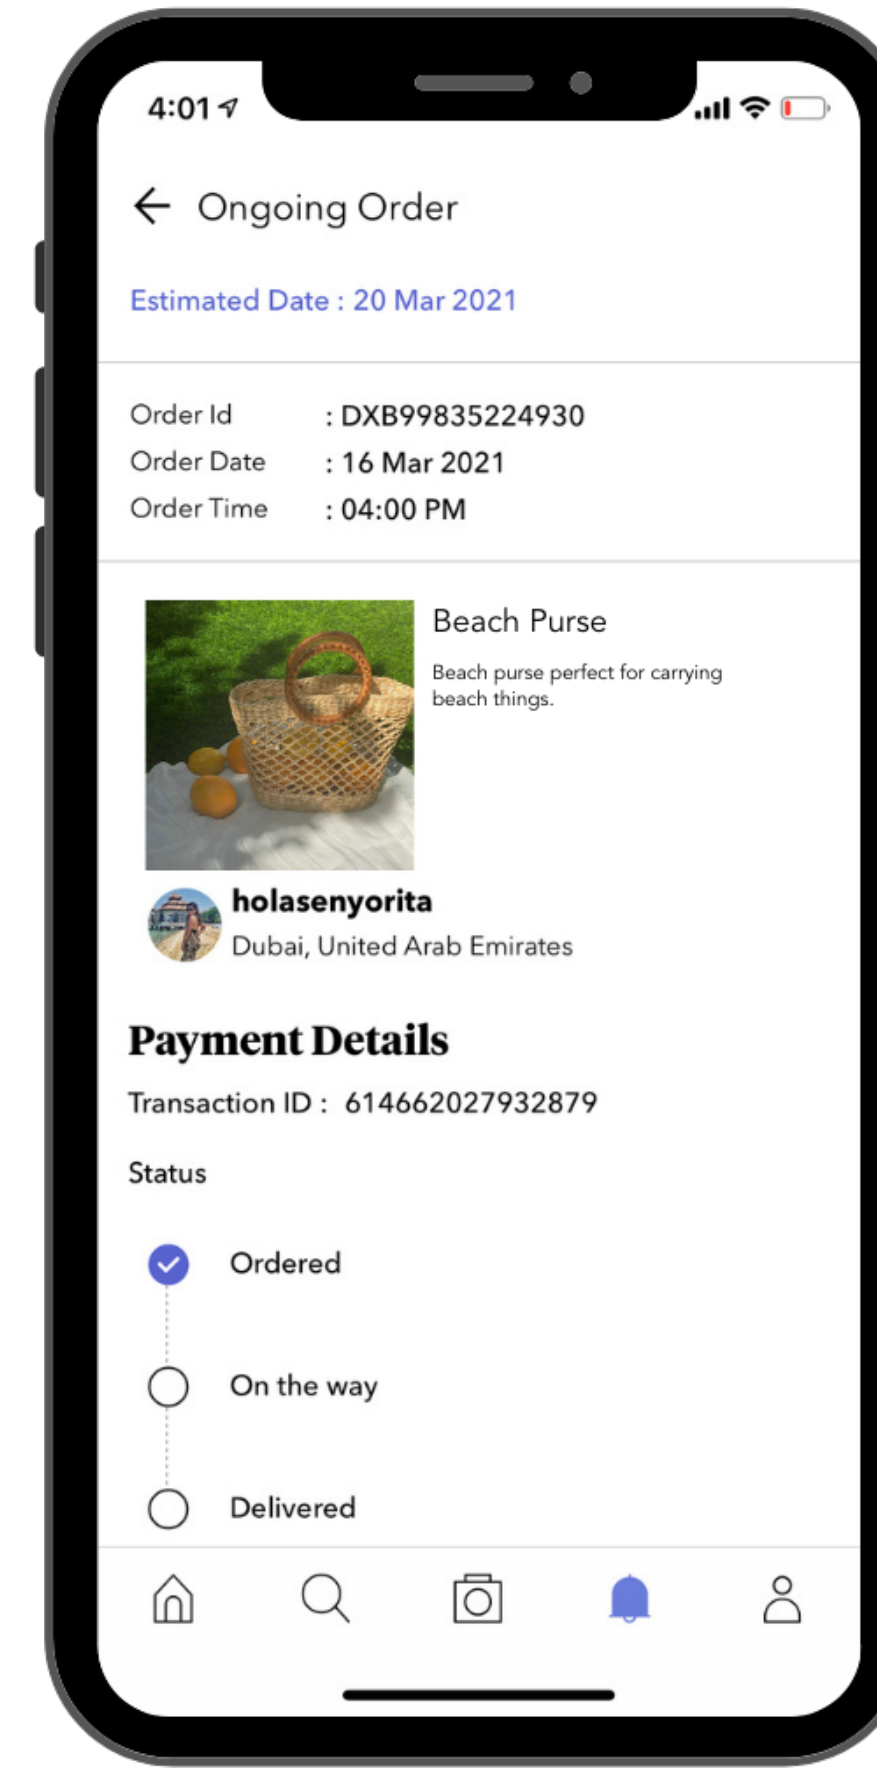 4:01
Ongoing Order
Estimated Date : 20 Mar 2021
Order Id : DXB99835224930
Order Date : 16 Mar 2021
Order Time : 04:00 PM
Beach Purse
Beach purse perfect for carrying
beach things.
holasenyorita
Dubai, United Arab Emirates
Payment Details
Transaction ID : 614662027932879
Status
Ordered
On the way
Delivered